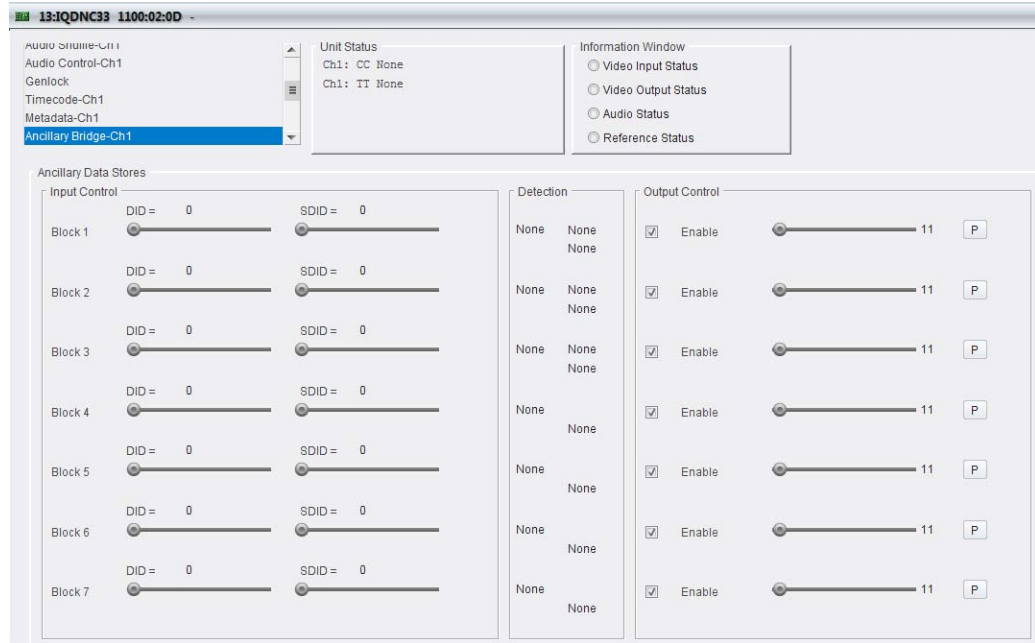 13:IQDNC33 1100:02:0D -
Audio Shuffle-Ch1
Audio Control-Ch1
Genlock
Timecode-Ch1
Metadata-Ch1
Ancillary Bridge-Ch1
Unit Status
Ch1: CC None
Ch1: TT None
Information Window
Video Input Status
Video Output Status
Audio Status
Reference Status
Ancillary Data Stores
Input Control
Detection
Output Control
DID = 0 SDID = 0
Block 1 None None Enable 11 P
None
DID = 0 SDID = 0
Block 2 None None Enable 11 P
None
DID = 0 SDID = 0
Block 3 None None Enable 11 P
None
DID = 0 SDID = 0
Block 4 None Enable 11 P
None
DID = 0 SDID = 0
Block 5 None Enable 11 P
None
DID = 0 SDID = 0
Block 6 None Enable 11 P
None
DID = 0 SDID = 0
Block 7 None Enable 11 P
None